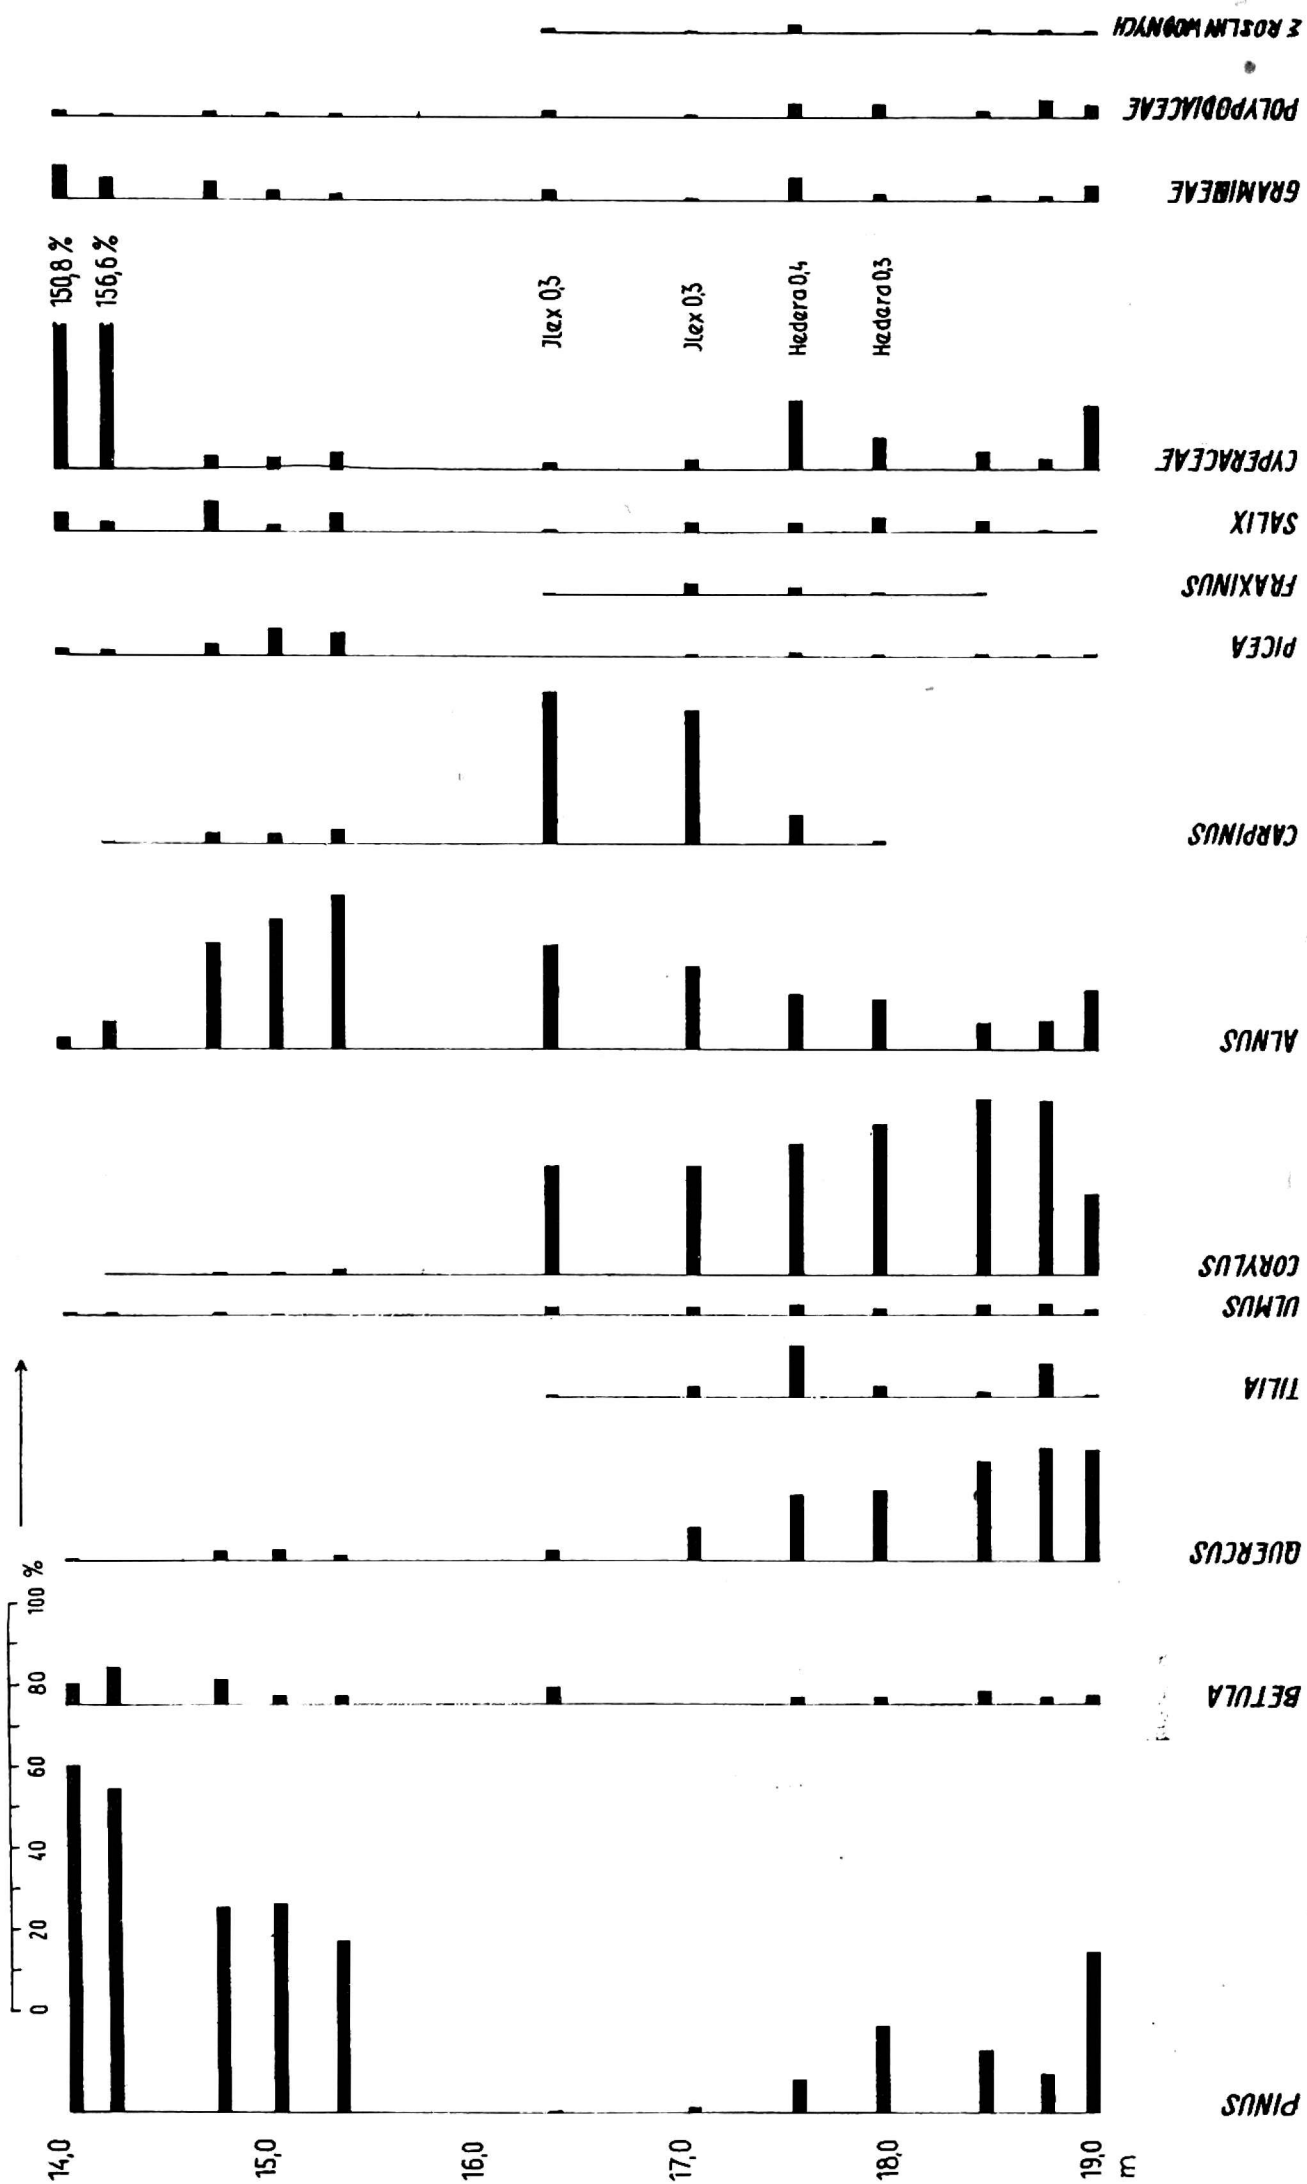 Σ ROŚLIN WODNYCH
POLYPODIACEAE
GRAMINEAE
150,8 %
156,6 %
Jlex 0,3
Jlex 0,3
Hedera 0,4
Hedara 0,3
CYPERACEAE
SALIX
FRAXINUS
PICEA
CARPINUS
ALNUS
CORYLUS
ULMUS
TILIA
QUERCUS
BETULA
PINUS
0 20 40 60 80 100 %
14,0 15,0 16,0 17,0 18,0 19,0
m